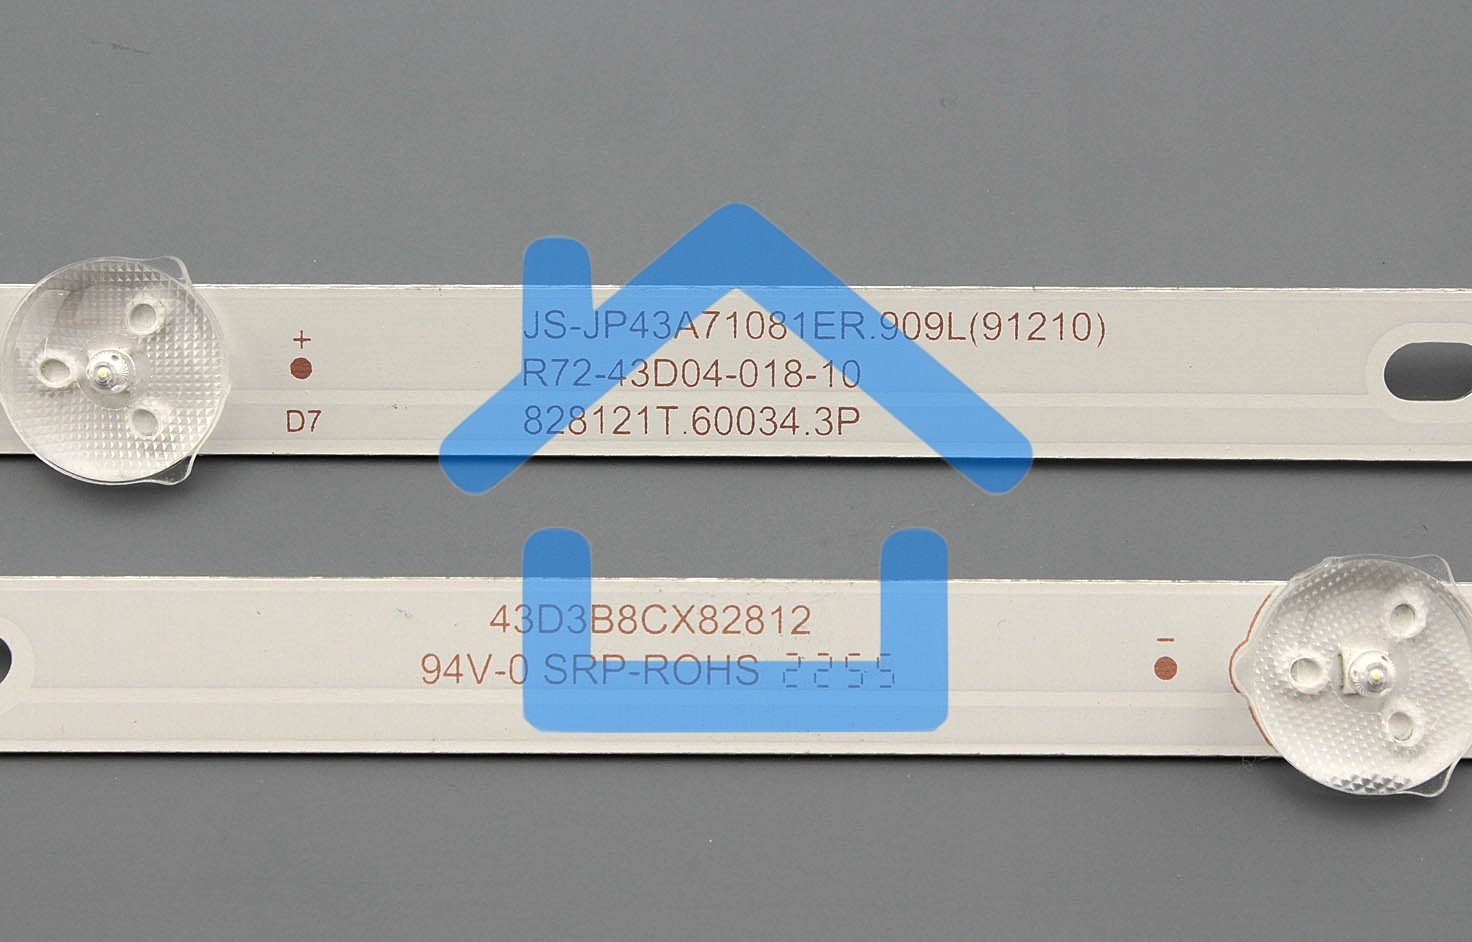 +
D7
JS-JP43A71081ER.909L(91210)
R72-43D04-018-10
828121T.60034.3P
43D3B8CX82812
94V-0 SRP-ROHS 2255
-